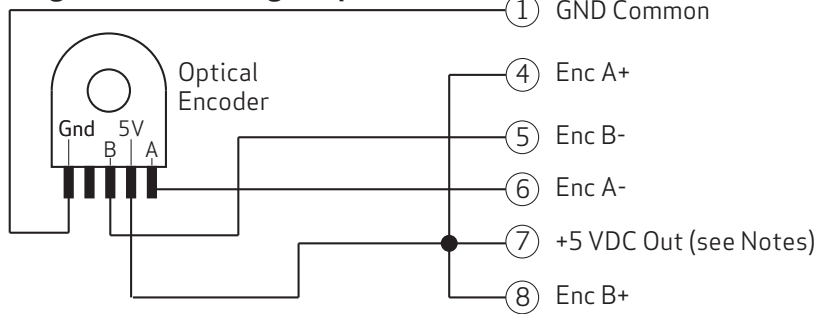 1 GND Common
Optical
Encoder
4 Enc A+
Gnd 5V
B A
5 Enc B-
6 Enc A-
7 +5 VDC Out (see Notes)
8 Enc B+